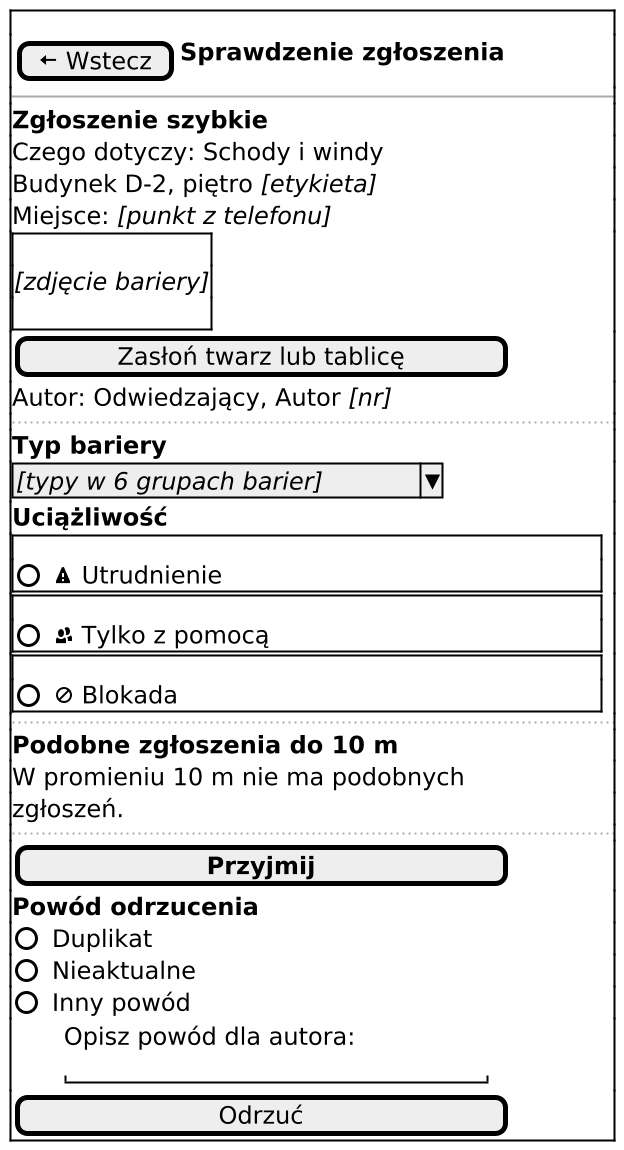 ← Wstecz Sprawdzenie zgłoszenia
Zgłoszenie szybkie
Czego dotyczy: Schody i windy
Budynek D-2, piętro [etykieta]
Miejsce: [punkt z telefonu]
[zdjęcie bariery]
Zasłoń twarz lub tablicę
Autor: Odwiedzający, Autor [nr]
Typ bariery
[typy w 6 grupach barier] ▼
Uciążliwość
Utrudnienie
Tylko z pomocą
Blokada
Podobne zgłoszenia do 10 m
W promieniu 10 m nie ma podobnych
zgłoszeń.
Przyjmij
Powód odrzucenia
Duplikat
Nieaktualne
Inny powód
Opisz powód dla autora:
Odrzuć